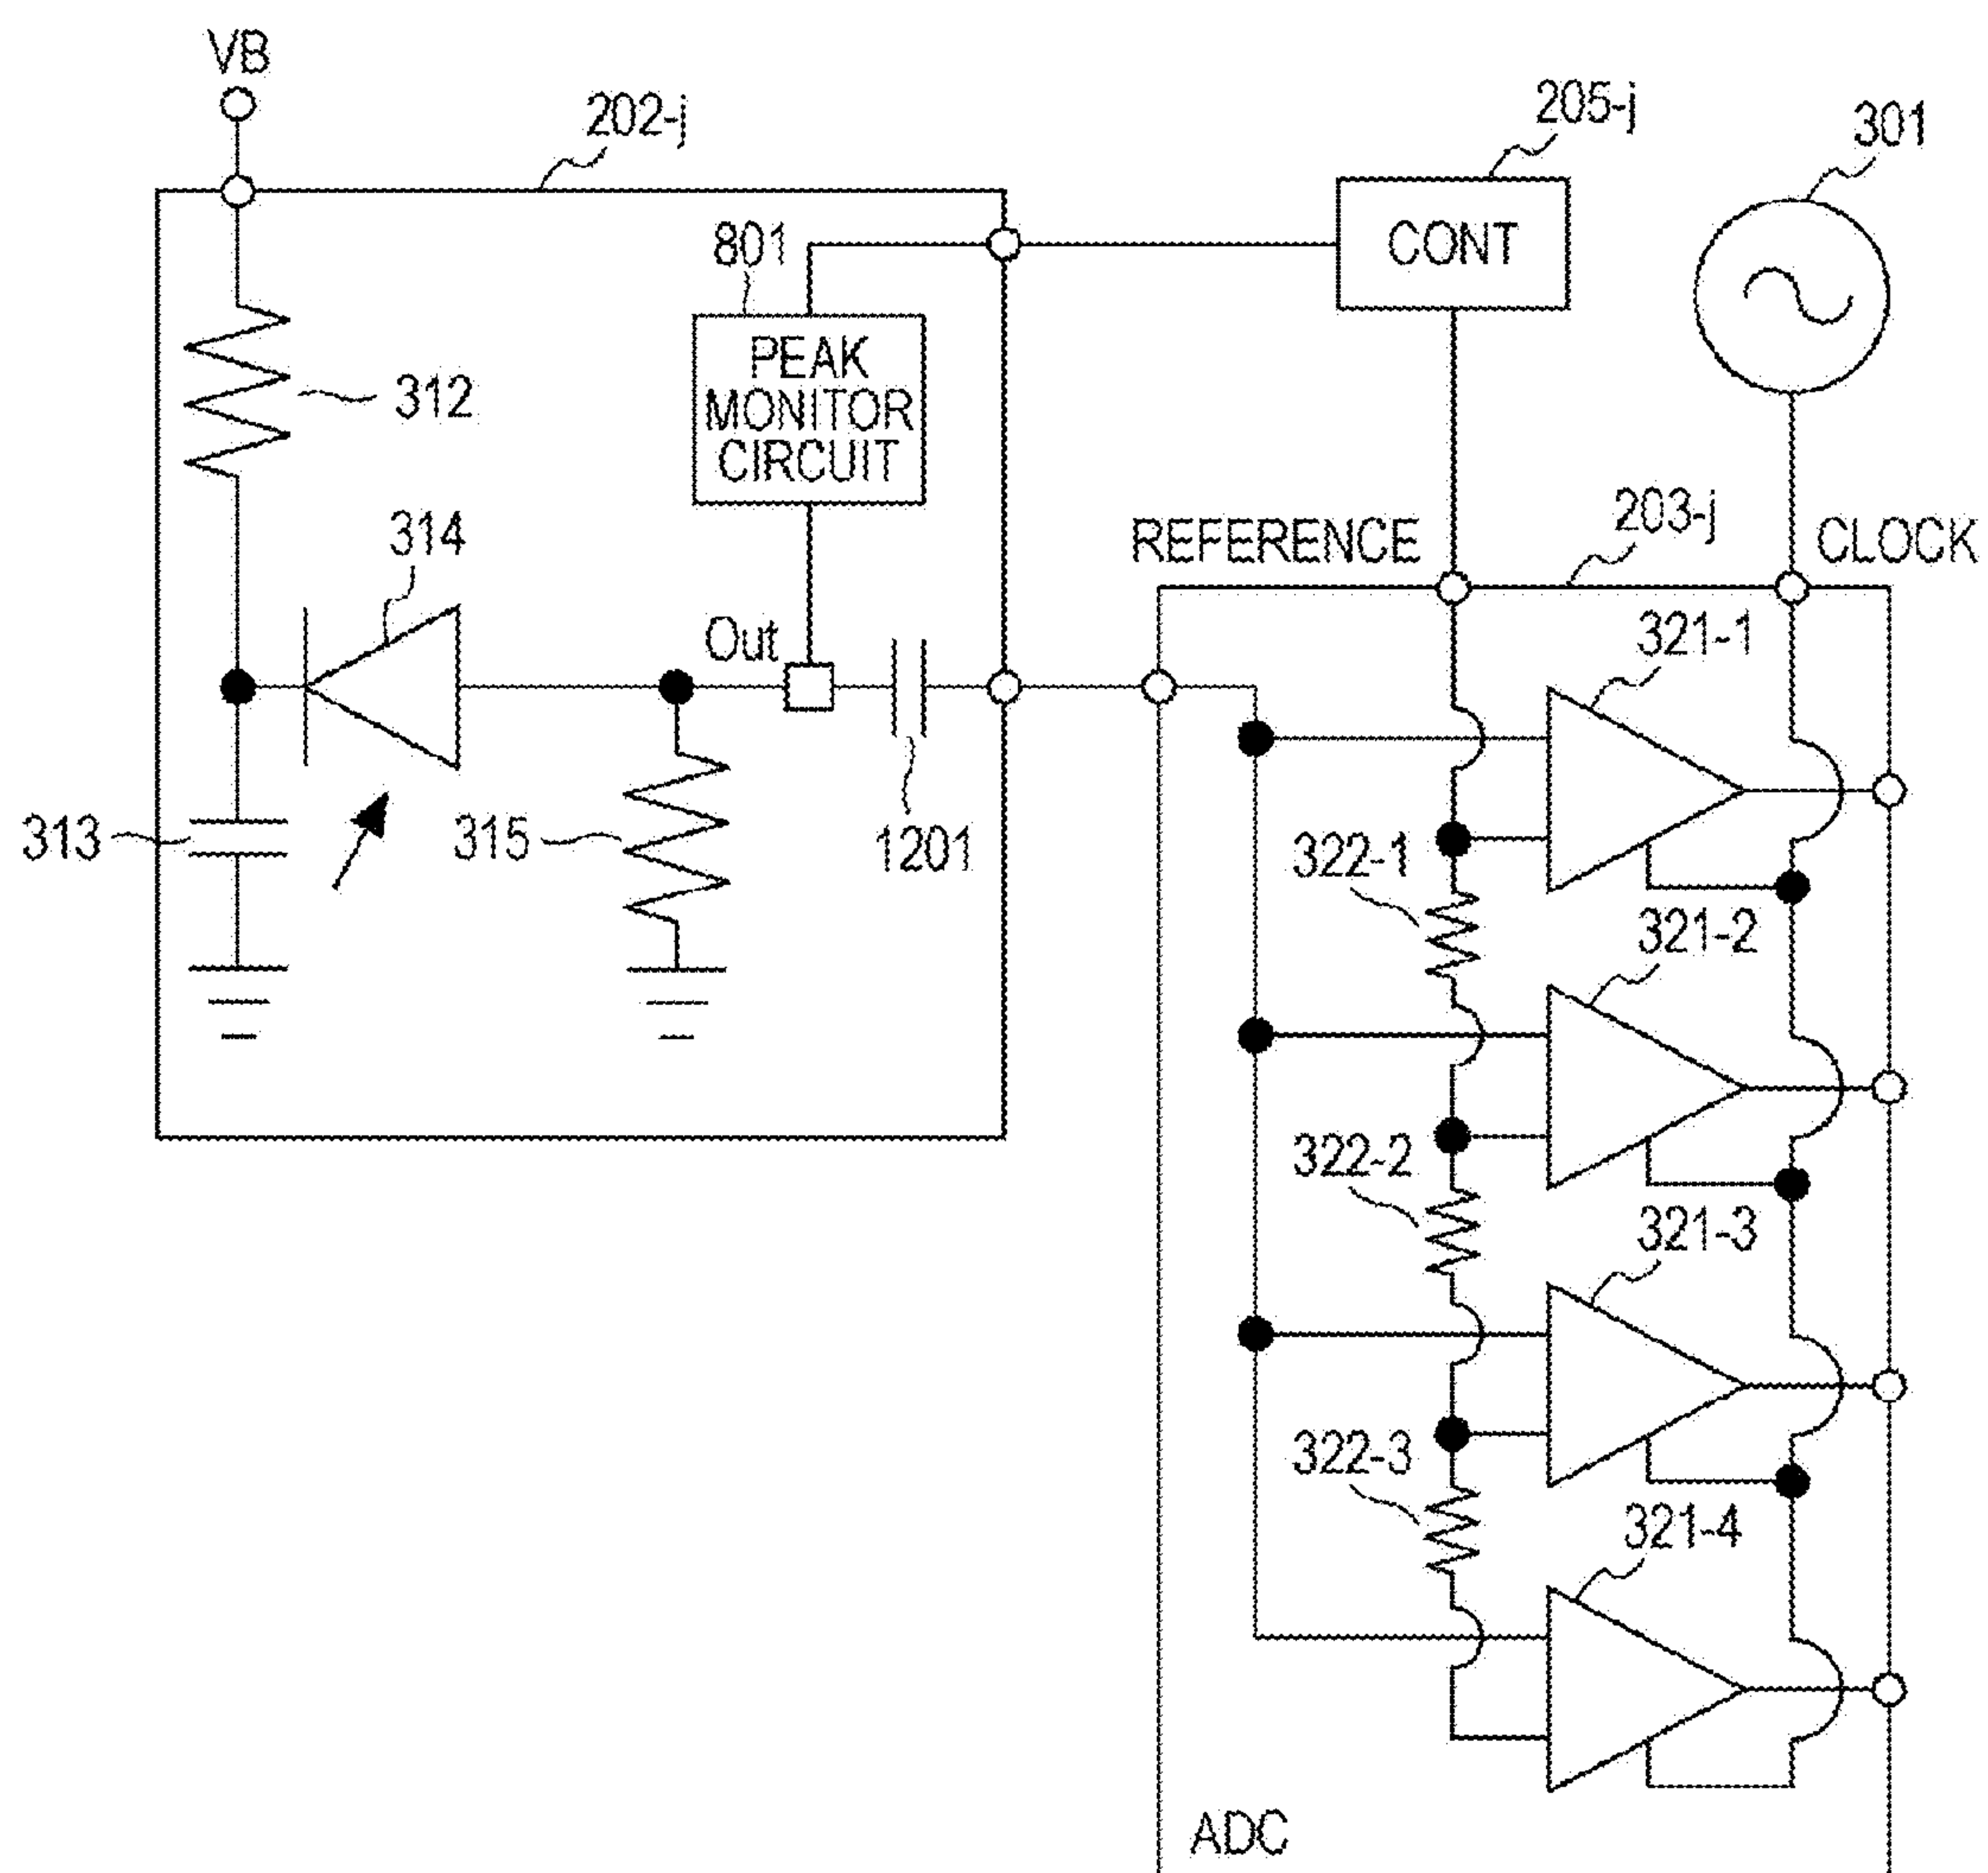 VB
202-j
205-j
301
801
CONT
PEAK
MONITOR
CIRCUIT
312
314
REFERENCE
203-j
CLOCK
Out
321-1
313
315
1201
322-1
321-2
322-2
321-3
322-3
321-4
ADC